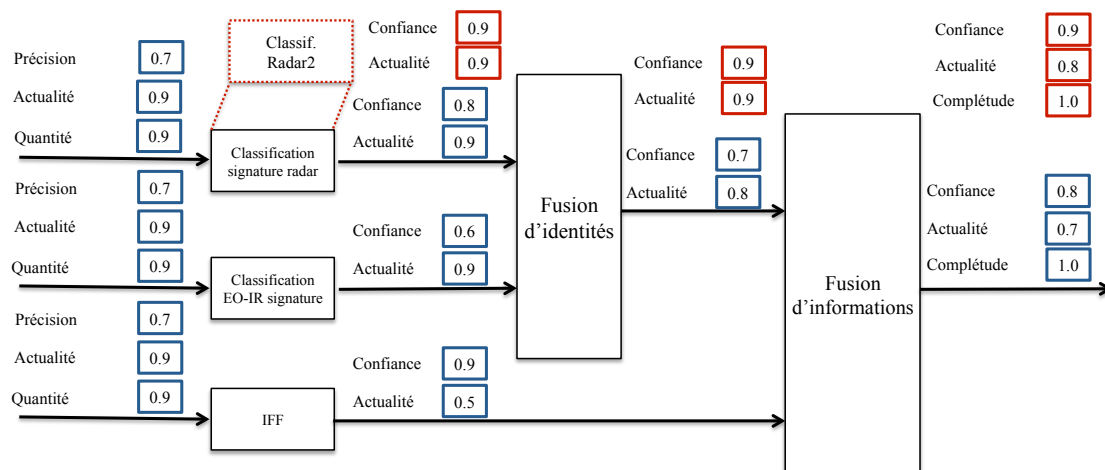 Précision 0.7
Actualité 0.9
Quantité 0.9
Classif.
Radar2
Confiance 0.9
Actualité 0.9
Confiance 0.8
Actualité 0.9
Classification
signature radar
Précision 0.7
Actualité 0.9
Quantité 0.9
Classification
EO-IR signature
Confiance 0.6
Actualité 0.9
Précision 0.7
Actualité 0.9
Quantité 0.9
IFF
Confiance 0.9
Actualité 0.5
Fusion
d’identités
Confiance 0.9
Actualité 0.9
Confiance 0.7
Actualité 0.8
Fusion
d’informations
Confiance 0.9
Actualité 0.8
Complétude 1.0
Confiance 0.8
Actualité 0.7
Complétude 1.0